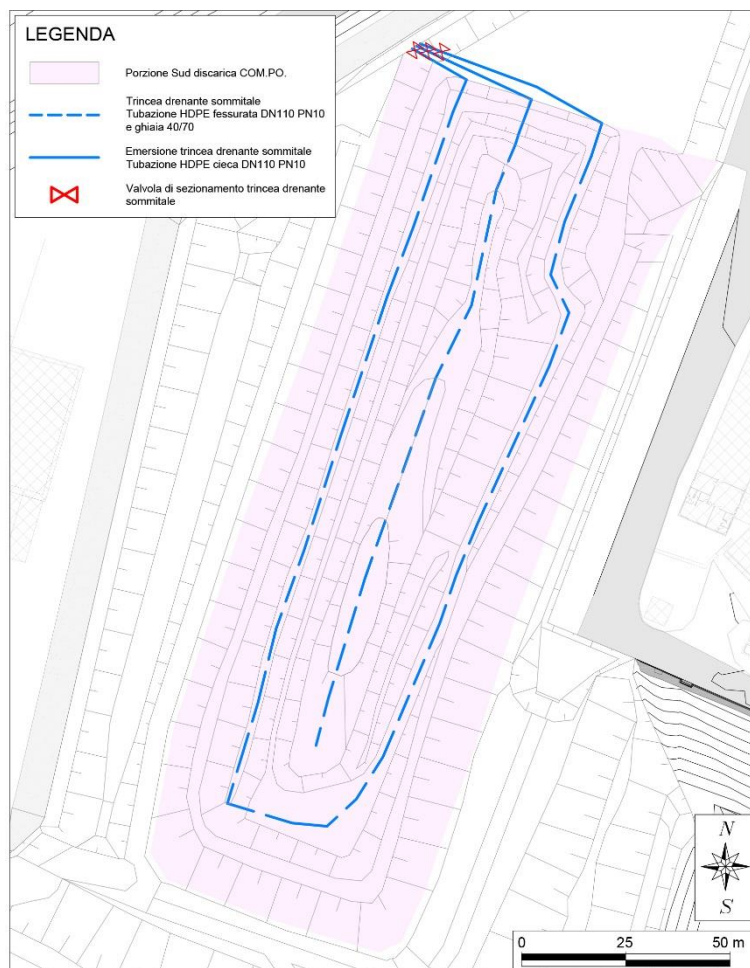 LEGENDA
Porzione Sud discarica COM.PO.
Trincea drenante sommitale
Tubazione HDPE fessurata DN110 PN10
e ghiaia 40/70
Emersione trincea drenante sommitale
Tubazione HDPE cieca DN110 PN10
Valvola di sezionamento trincea drenante
sommitale
N
S
0 25 50 m